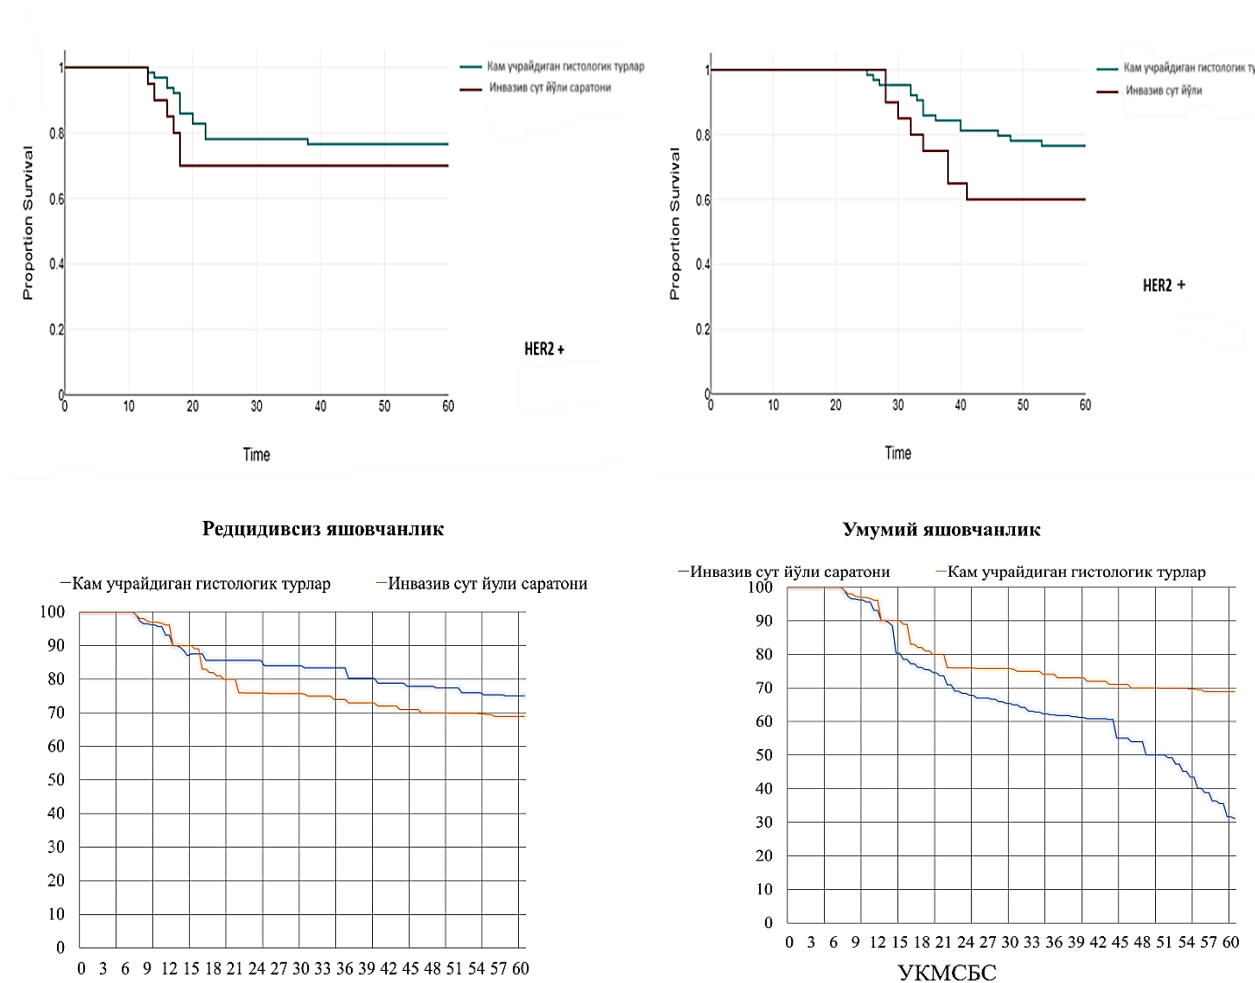 Кам учрайдиган гистологик турлар
Инвазив сут йўли саратони
1
0.8
0.6
0.4
0.2
0
Proportion Survival
0 10 20 30 40 50 60
Time
HER2 +
Кам учрайдиган гистологик ту
Инвазив сут йўли
1
0.8
0.6
0.4
0.2
0
Proportion Survival
0 10 20 30 40 50 60
Time
HER2 +
Редцидивсиз яшовчанлик
Кам учрайдиган гистологик турлар
Инвазив сут йули саратони
100
90
80
70
60
50
40
30
20
10
0
0 3 6 9 12 15 18 21 24 27 30 33 36 39 42 45 48 51 54 57 60
Умумий яшовчанлик
Инвазив сут йўли саратони
Кам учрайдиган гистологик турлар
100
90
80
70
60
50
40
30
20
10
0
0 3 6 9 12 15 18 21 24 27 30 33 36 39 42 45 48 51 54 57 60
УКМСБС